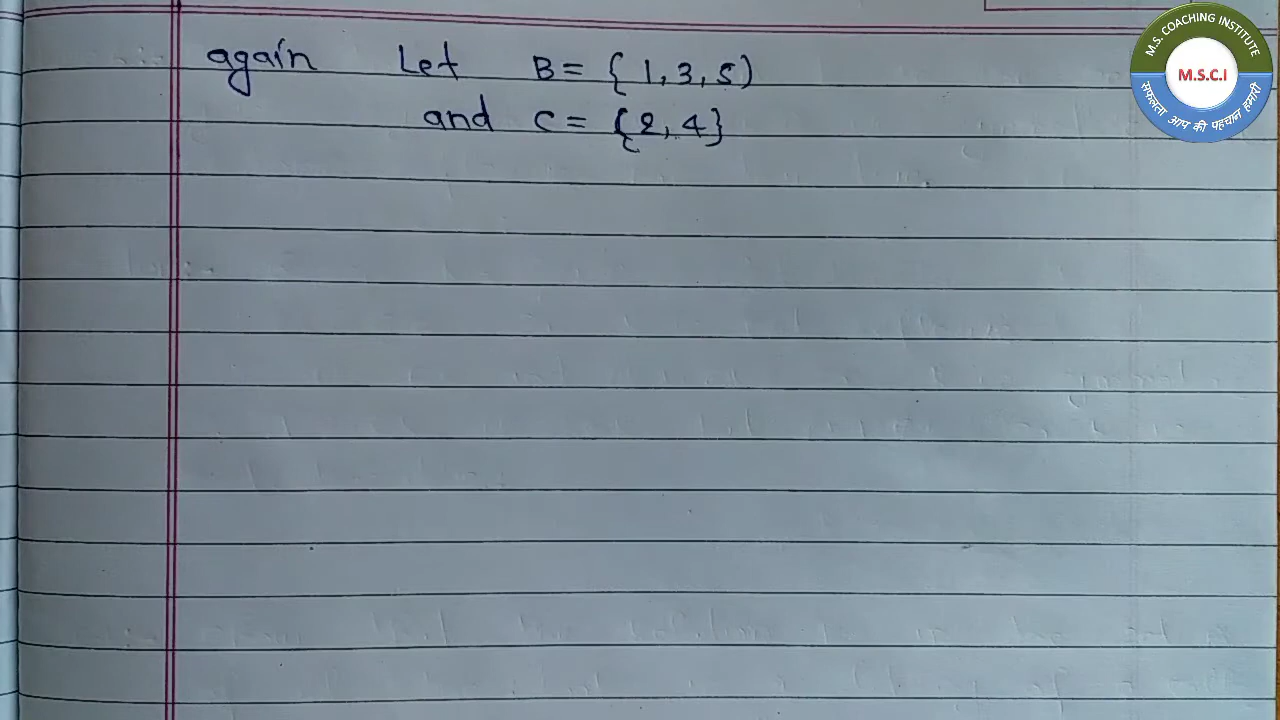 again Let B = { 1, 3, 5 )
and C = { 2, 4 }
M.S. COACHING INSTITUTE
M.S.C.I
सफलता आप की पहचान हमारी